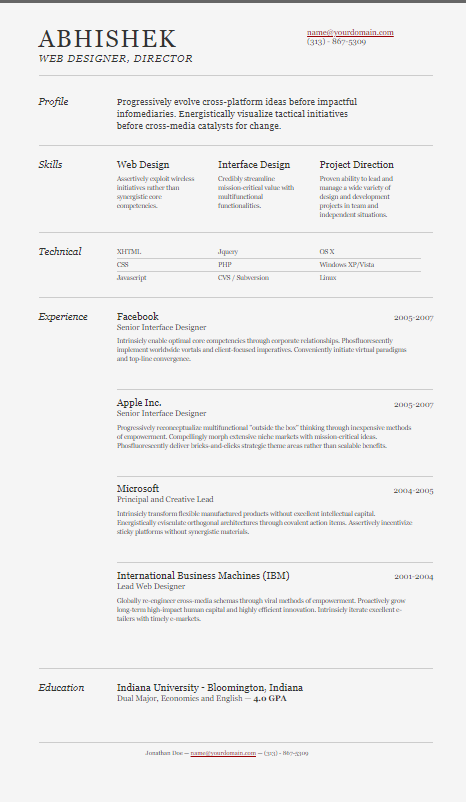 ABHISHEK
name@yourdomain.com
(313) - 867-5309
WEB DESIGNER, DIRECTOR
Profile
Progressively evolve cross-platform ideas before impactful
infomediaries. Energistically visualize tactical initiatives
before cross-media catalysts for change.
Skills
Web Design
Assertively exploit wireless
initiatives rather than
synergistic core
competencies.
Interface Design
Credibly streamline
mission-critical value with
multifunctional
functionalities.
Project Direction
Proven ability to lead and
manage a wide variety of
design and development
projects in team and
independent situations.
Technical
XHTML Jquery OS X
CSS PHP Windows XP/Vista
Javascript CVS / Subversion Linux
Experience
Facebook 2005-2007
Senior Interface Designer
Intrinsicly enable optimal core competencies through corporate relationships. Phosfluorescently
implement worldwide vortals and client-focused imperatives. Conveniently initiate virtual paradigms
and top-line convergence.
Apple Inc. 2005-2007
Senior Interface Designer
Progressively reconceptualize multifunctional "outside the box" thinking through inexpensive methods
of empowerment. Compellingly morph extensive niche markets with mission-critical ideas.
Phosfluorescently deliver bricks-and-clicks strategic theme areas rather than scalable benefits.
Microsoft 2004-2005
Principal and Creative Lead
Intrinsicly transform flexible manufactured products without excellent intellectual capital.
Energistically evisculate orthogonal architectures through covalent action items. Assertively incentivize
sticky platforms without synergistic materials.
International Business Machines (IBM) 2001-2004
Lead Web Designer
Globally re-engineer cross-media schemas through viral methods of empowerment. Proactively grow
long-term high-impact human capital and highly efficient innovation. Intrinsicly iterate excellent e-
tailers with timely e-markets.
Education
Indiana University - Bloomington, Indiana
Dual Major, Economics and English — 4.0 GPA
Jonathan Doe — name@yourdomain.com — (313) - 867-5309